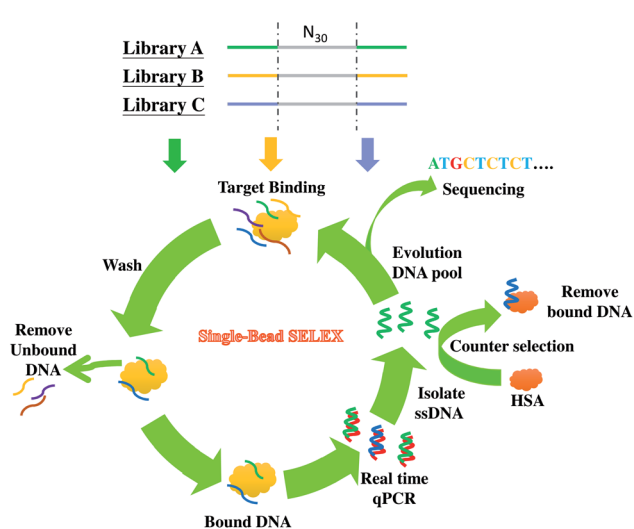 N30
Library A
Library B
Library C
ATGCTCTCT....
Sequencing
Target Binding
Wash
Evolution
DNA pool
Remove
bound DNA
Single-Bead SELEX
Remove
Unbound
DNA
Counter selection
HSA
Isolate
ssDNA
Real time
qPCR
Bound DNA